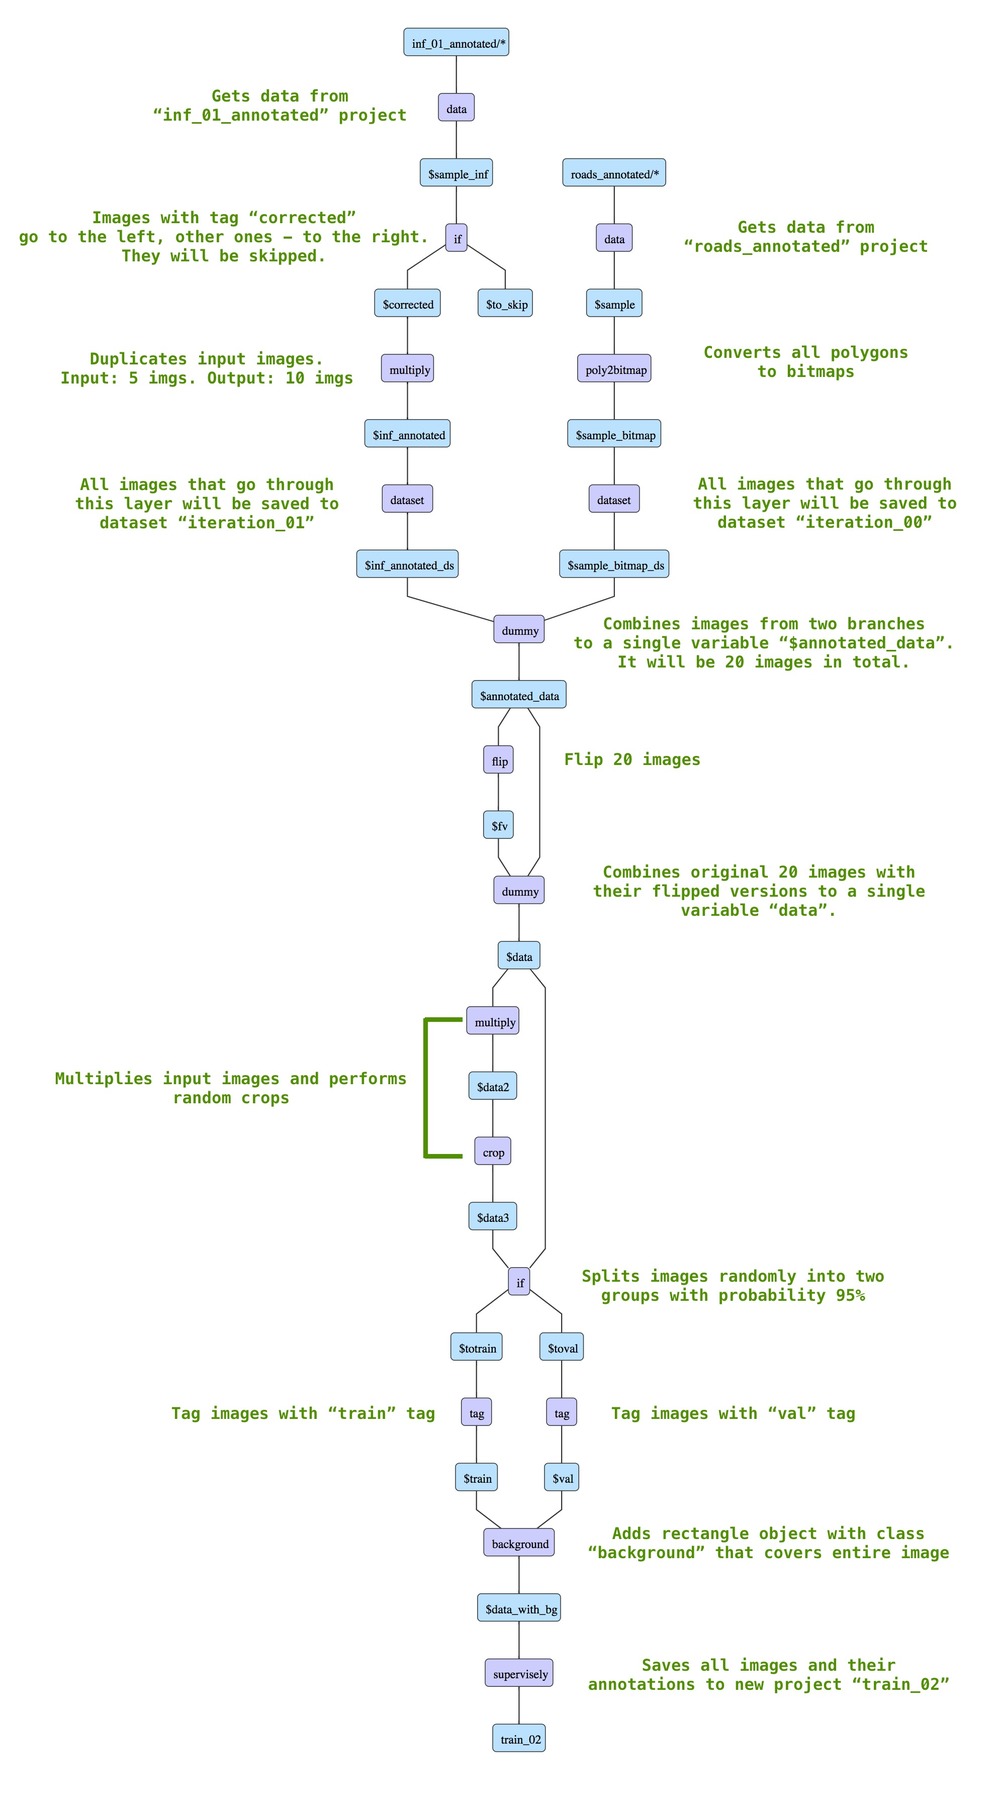 inf_01_annotated/*
Gets data from
“inf_01_annotated” project
data
$sample_inf
roads_annotated/*
Images with tag “corrected”
go to the left, other ones – to the right.
They will be skipped.
if
data
Gets data from
“roads_annotated” project
$corrected
$to_skip
$sample
Duplicates input images.
Input: 5 imgs. Output: 10 imgs
multiply
poly2bitmap
Converts all polygons
to bitmaps
$inf_annotated
$sample_bitmap
All images that go through
this layer will be saved to
dataset “iteration_01”
dataset
dataset
All images that go through
this layer will be saved to
dataset “iteration_00”
$inf_annotated_ds
$sample_bitmap_ds
dummy
Combines images from two branches
to a single variable “$annotated_data”.
It will be 20 images in total.
$annotated_data
flip
Flip 20 images
$fv
dummy
Combines original 20 images with
their flipped versions to a single
variable “data”.
$data
multiply
Multiplies input images and performs
random crops
$data2
crop
$data3
if
Splits images randomly into two
groups with probability 95%
$totrain
$toval
Tag images with “train” tag
tag
tag
Tag images with “val” tag
$train
$val
background
Adds rectangle object with class
“background” that covers entire image
$data_with_bg
supervisely
Saves all images and their
annotations to new project “train_02”
train_02